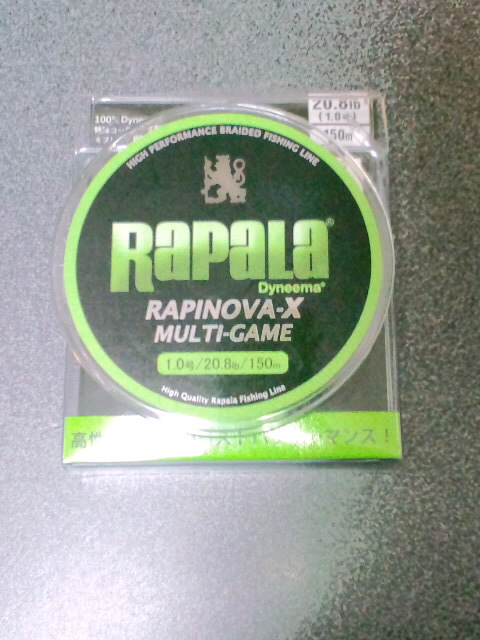 20.8lb
(1.0号)
150m
100% Dyneema
HIGH PERFORMANCE BRAIDED FISHING LINE
RAPALA®
Dyneema®
RAPINOVA-X
MULTI-GAME
1.0号/20.8lb/150m
High Quality Rapala Fishing Line
高性
マンス!